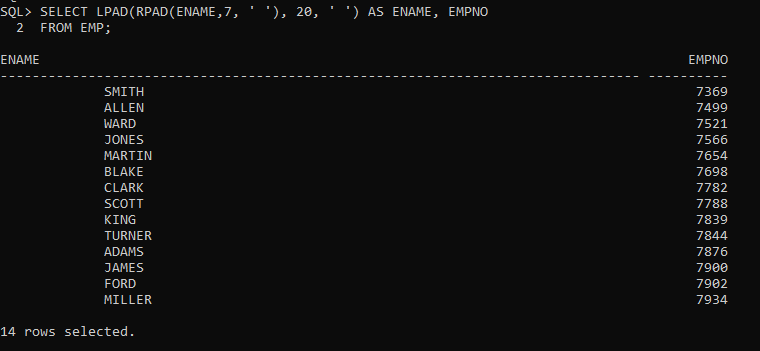 SQL> SELECT LPAD(RPAD(ENAME,7, ' '), 20, ' ') AS ENAME, EMPNO
  2  FROM EMP;
ENAME                                                                                 EMPNO
-------------------------------------------------------------------------------- ----------
             SMITH                                                                     7369
             ALLEN                                                                     7499
             WARD                                                                      7521
             JONES                                                                     7566
             MARTIN                                                                    7654
             BLAKE                                                                     7698
             CLARK                                                                     7782
             SCOTT                                                                     7788
             KING                                                                      7839
             TURNER                                                                    7844
             ADAMS                                                                     7876
             JAMES                                                                     7900
             FORD                                                                      7902
             MILLER                                                                    7934
14 rows selected.